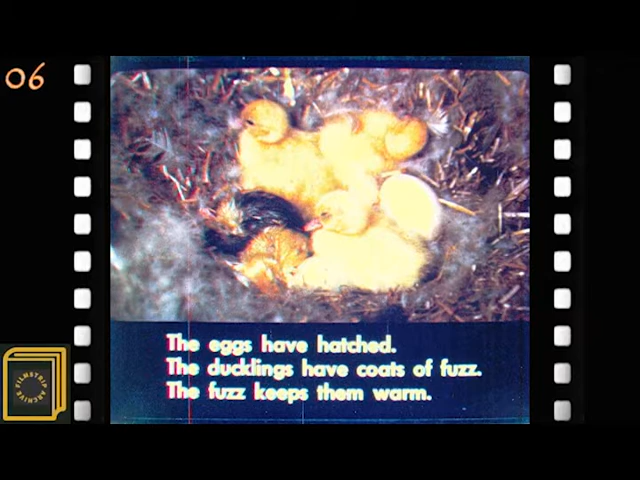 06
The eggs have hatched.
The ducklings have coats of fuzz.
The fuzz keeps them warm.
FILMSTRIP ARCHIVE